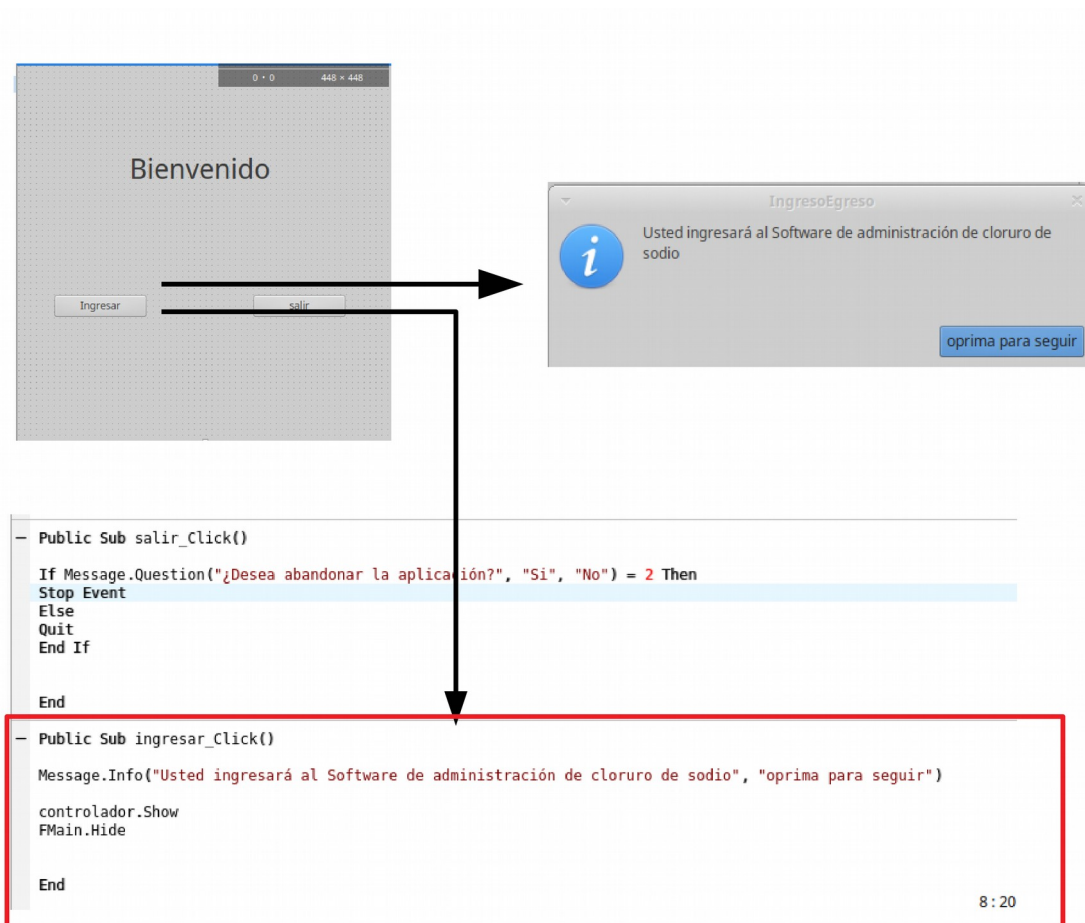 0 • 0 448 × 448
Bienvenido
Ingresar salir
IngresoEgreso
Usted ingresará al Software de administración de cloruro de
sodio
oprima para seguir
Public Sub salir_Click()
If Message.Question("¿Desea abandonar la aplicación?", "Si", "No") = 2 Then
Stop Event
Else
Quit
End If
End
Public Sub ingresar_Click()
Message.Info("Usted ingresará al Software de administración de cloruro de sodio", "oprima para seguir")
controlador.Show
FMain.Hide
End
8 : 20